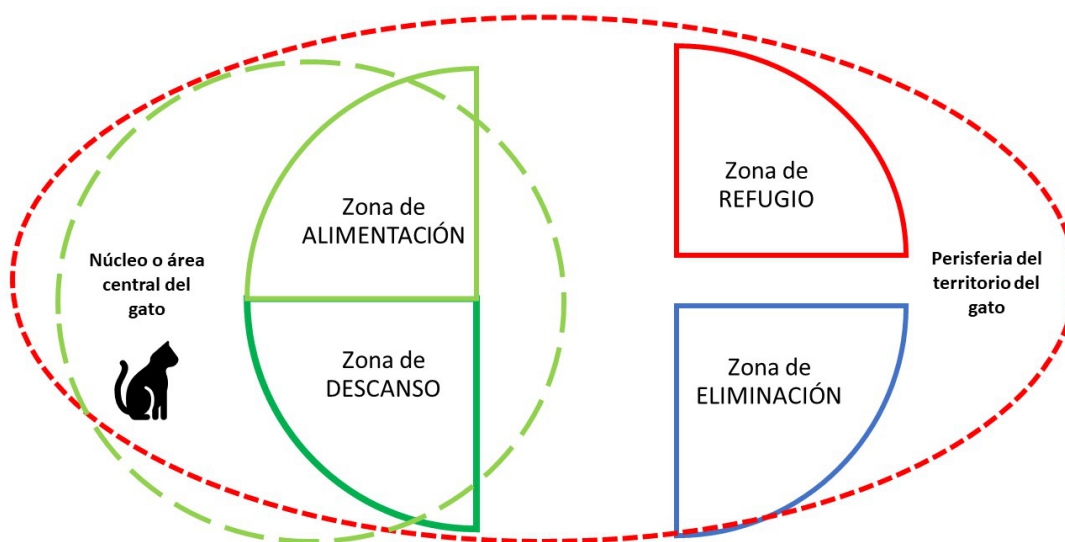 Núcleo o área
central del
gato
Zona de
ALIMENTACIÓN
Zona de
DESCANSO
Zona de
REFUGIO
Zona de
ELIMINACIÓN
Perisferia del
territorio del
gato